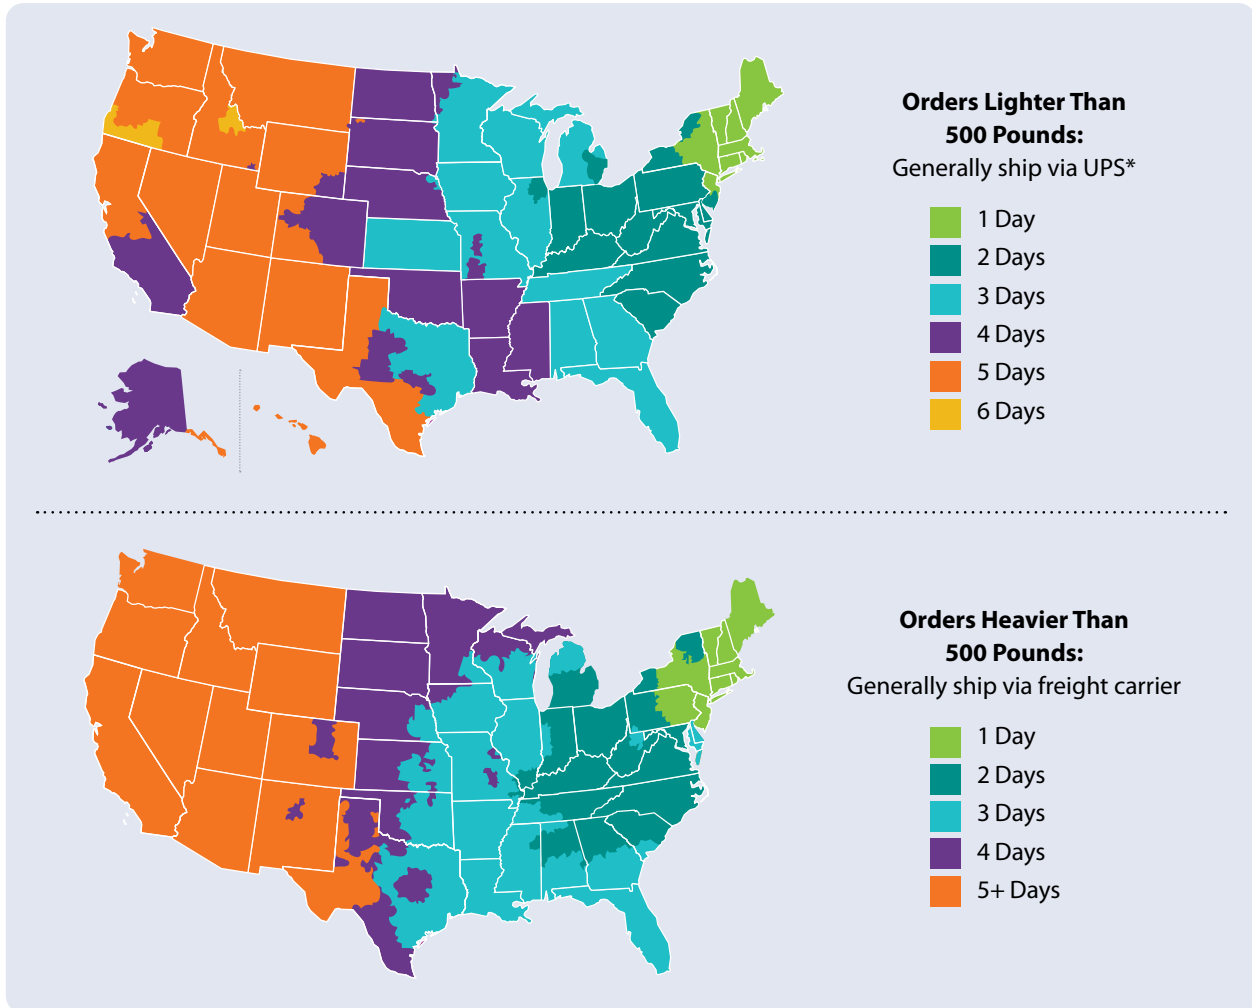 Orders Lighter Than
500 Pounds:
Generally ship via UPS*
1 Day
2 Days
3 Days
4 Days
5 Days
6 Days
Orders Heavier Than
500 Pounds:
Generally ship via freight carrier
1 Day
2 Days
3 Days
4 Days
5+ Days